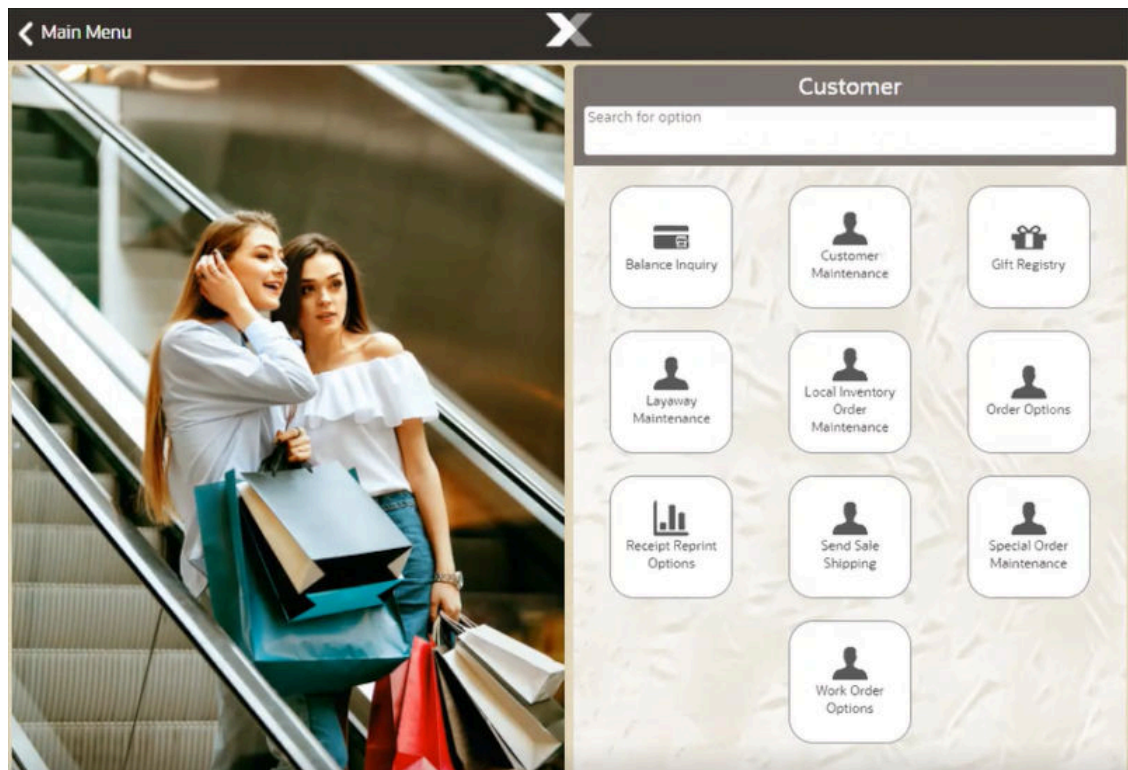 Main Menu
Customer
Search for option
Balance Inquiry
Customer
Maintenance
Gift Registry
Layaway
Maintenance
Local Inventory
Order
Maintenance
Order Options
Receipt Reprint
Options
Send Sale
Shipping
Special Order
Maintenance
Work Order
Options